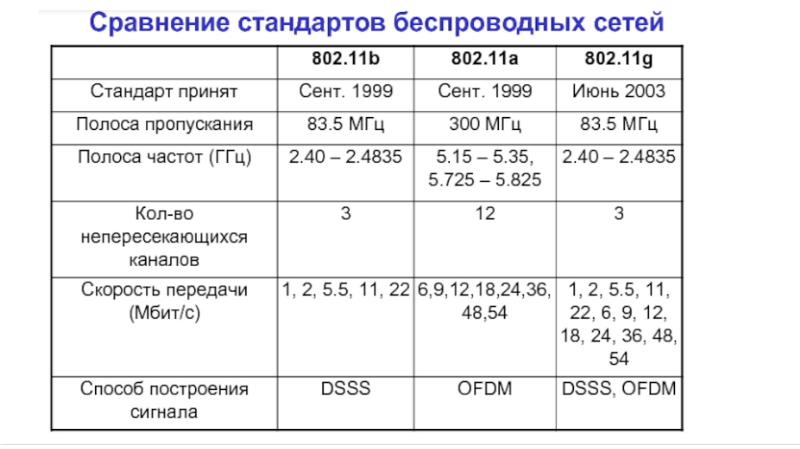 Сравнение стандартов беспроводных сетей
802.11b 802.11a 802.11g
Стандарт принят Сент. 1999 Сент. 1999 Июнь 2003
Полоса пропускания 83.5 МГц 300 МГц 83.5 МГц
Полоса частот (ГГц) 2.40 – 2.4835 5.15 – 5.35, 2.40 – 2.4835
5.725 – 5.825
Кол-во 3 12 3
непересекающихся
каналов
Скорость передачи 1, 2, 5.5, 11, 22 6,9,12,18,24,36, 1, 2, 5.5, 11,
(Мбит/с) 48,54 22, 6, 9, 12,
18, 24, 36, 48,
54
Способ построения DSSS OFDM DSSS, OFDM
сигнала